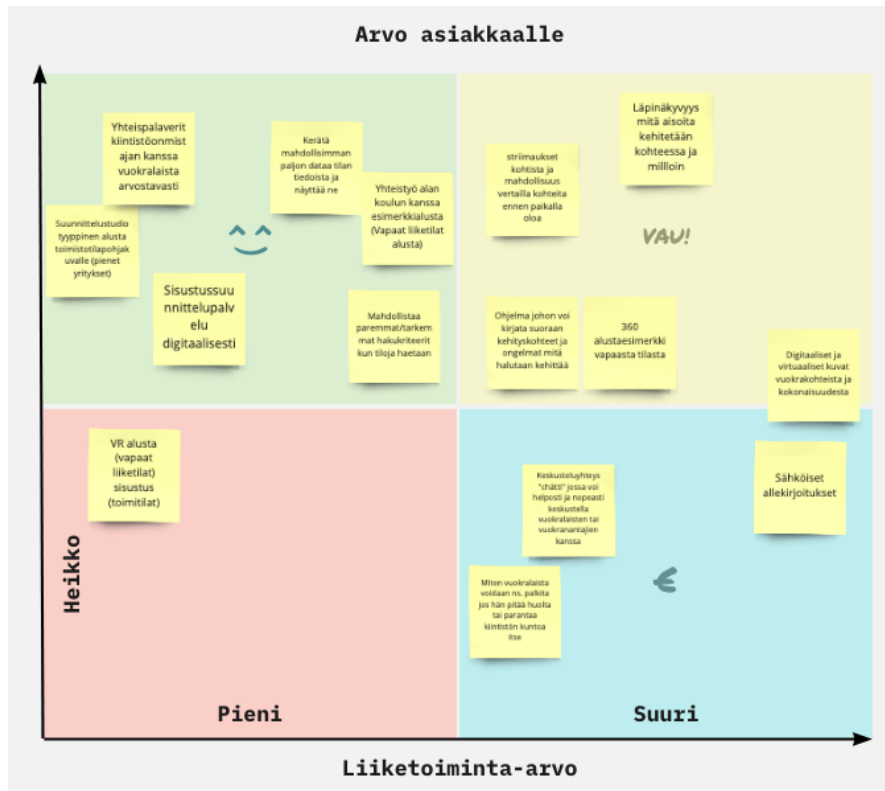 Arvo asiakkaalle
Yhteispalaverit
kiintistöonmist
ajan kanssa
vuokralaista
arvostavasti
Kerätä
mahdollisimman
paljon dataa tilan
tiedoista ja
näyttää ne
Yhteistyö alan
koulun kanssa
esimerkkialusta
(Vapaat liiketilat
alusta)
Suunnittelustudio
tyyppinen alusta
toimistotilapohjak
uvalle (pienet
yritykset)
Sisustussuu
nnittelupalv
elu
digitaalisesti
Mahdollistaa
paremmat/tarkem
mat hakukriteerit
kun tiloja haetaan
Läpinäkyvyys
mitä aisoita
kehitetään
kohteessa ja
millloin
striimaukset
kohtista ja
mahdollisuus
vertailla kohteita
ennen paikalla
oloa
VAU!
Ohjelma johon voi
kirjata suoraan
kehityskohteet ja
ongelmat mitä
halutaan kehittää
360
alustaesimerkki
vapaasta tilasta
Digitaaliset ja
virtuaaliset kuvat
vuokrakohteista ja
kokonaisuudesta
VR alusta
(vapaat
liiketilat)
sisustus
(toimitilat)
Keskusteluyhteys
"chätti" jossa voi
helposti ja nopeasti
keskustella
vuokralaisten tai
vuokranantajien
kanssa
Sähköiset
allekirjoitukset
Miten vuokralaista
voidaan ns. palkita
jos hän pitää huolta
tai parantaa
kiintistön kuntoa
itse
€
Heikko
Pieni
Suuri
Liiketoiminta-arvo